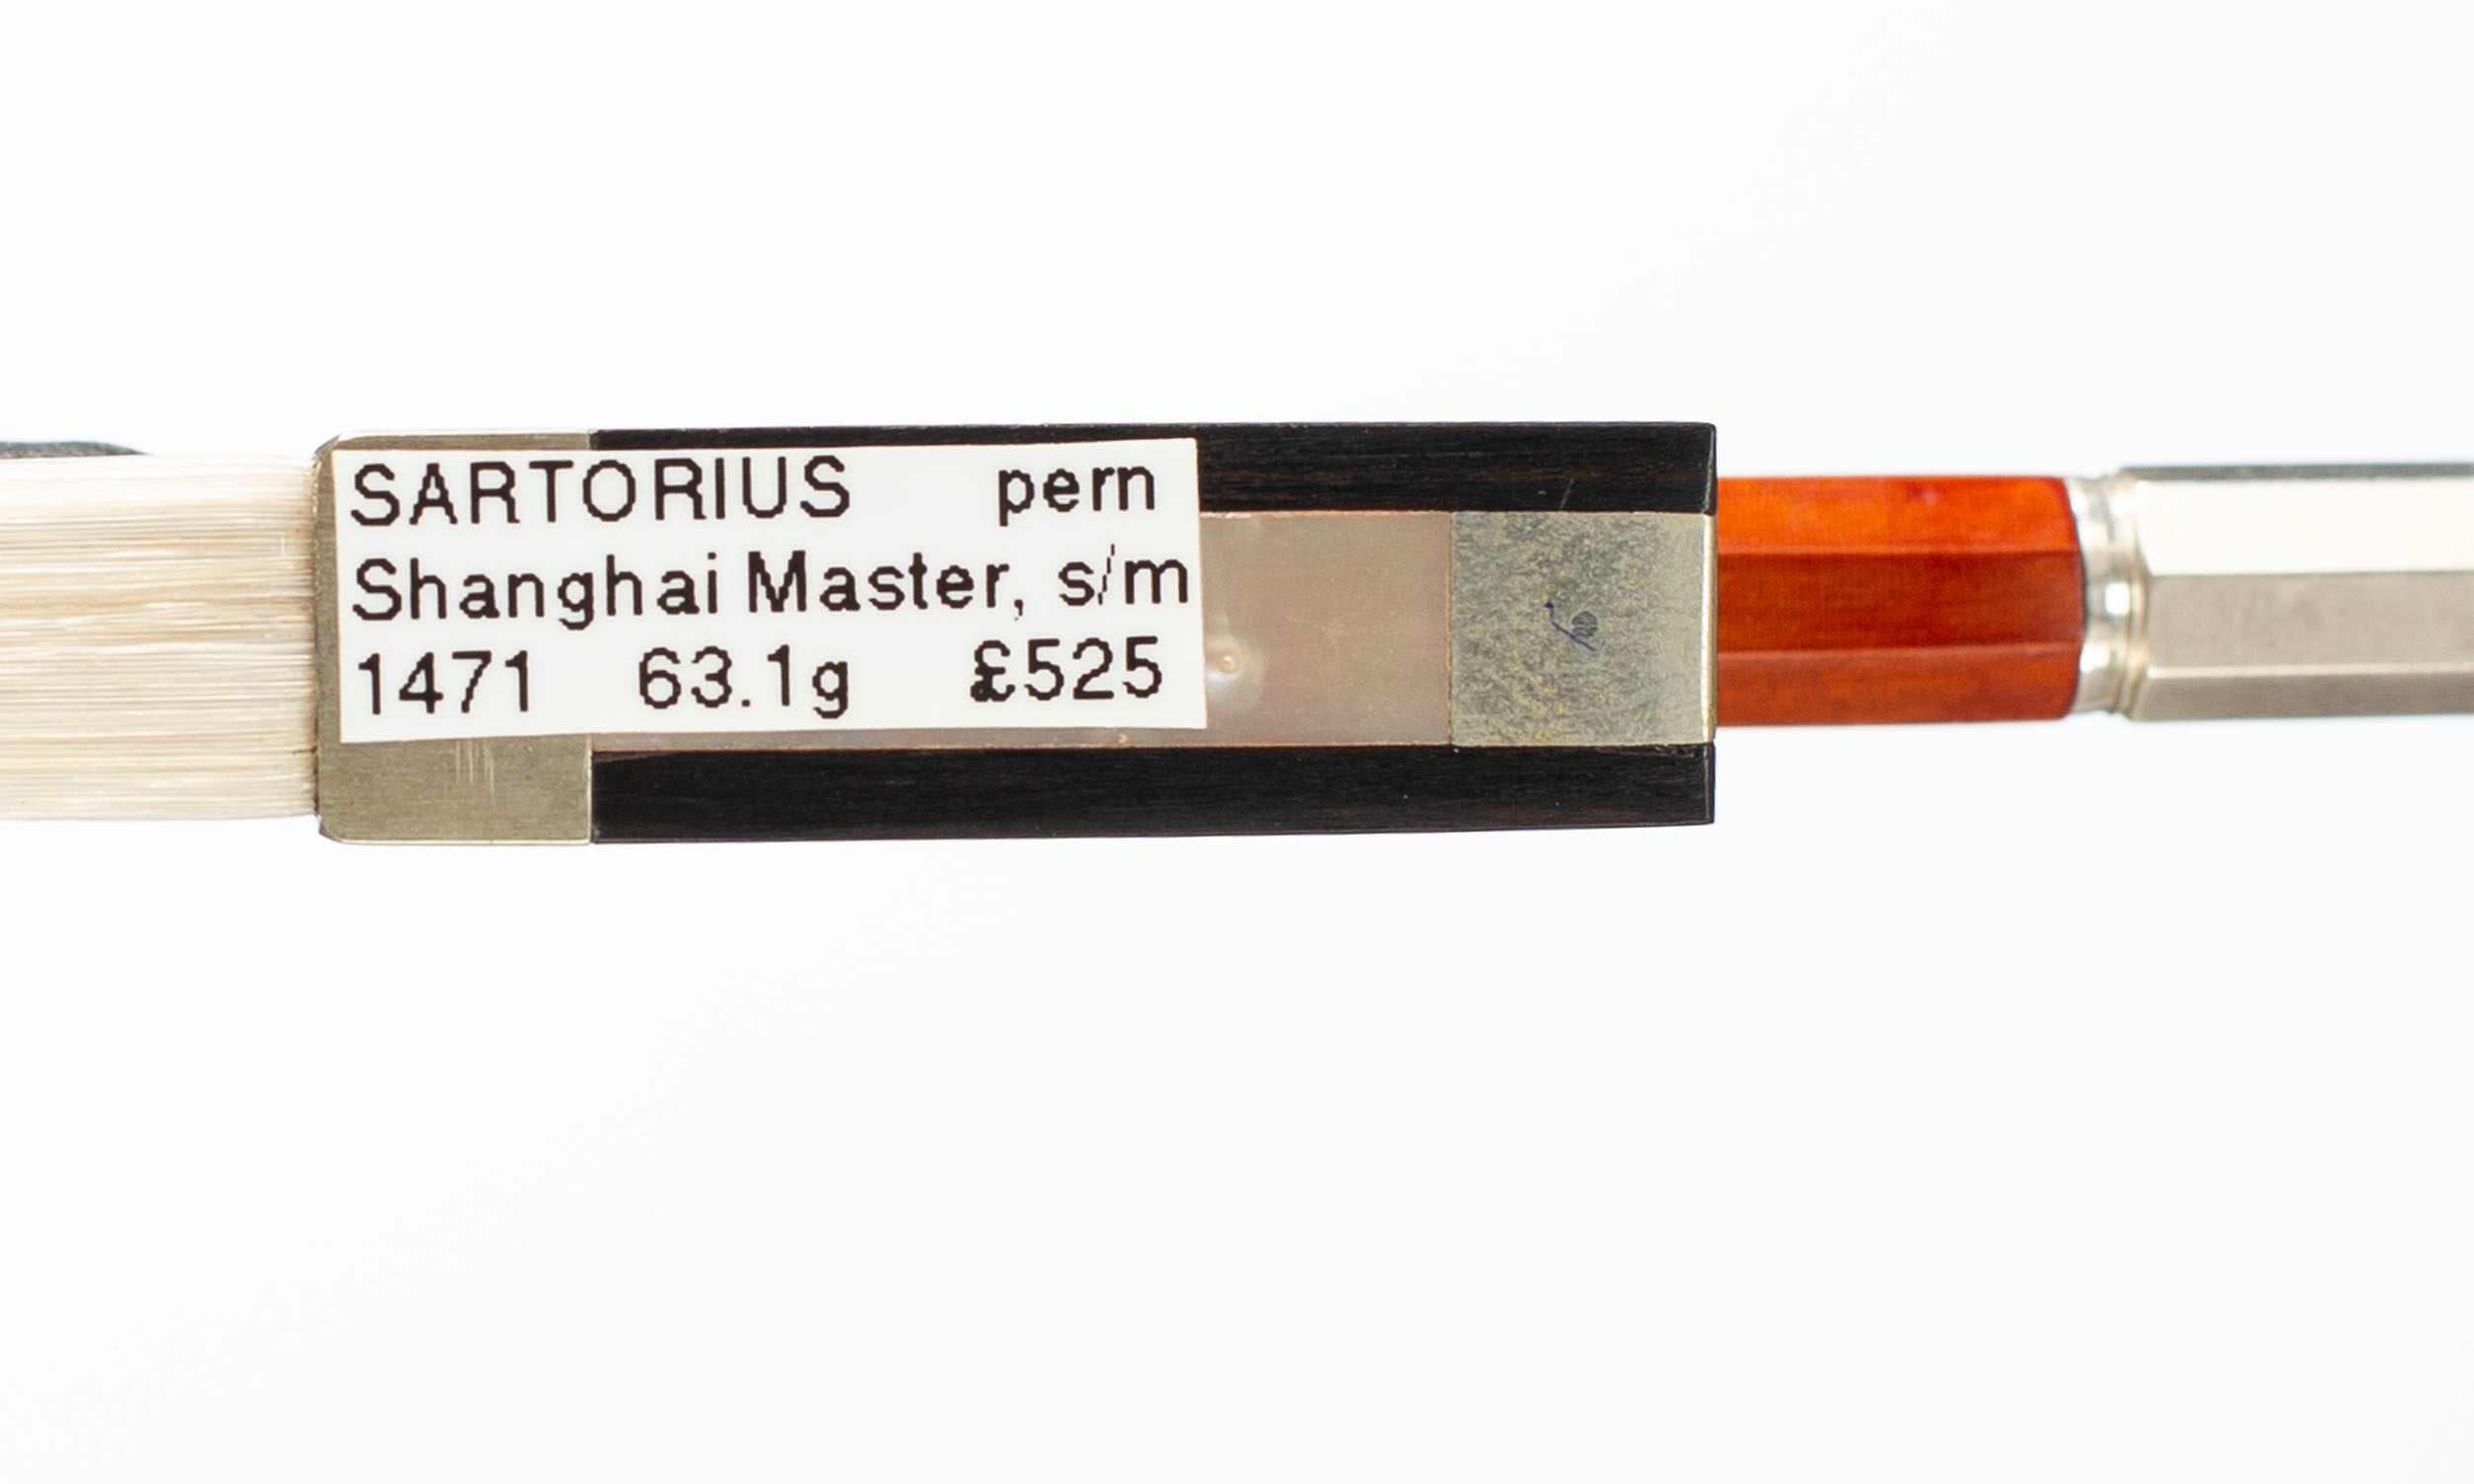 SARTORIUS pern
Shanghai Master, s/m
1471 63.1g £525